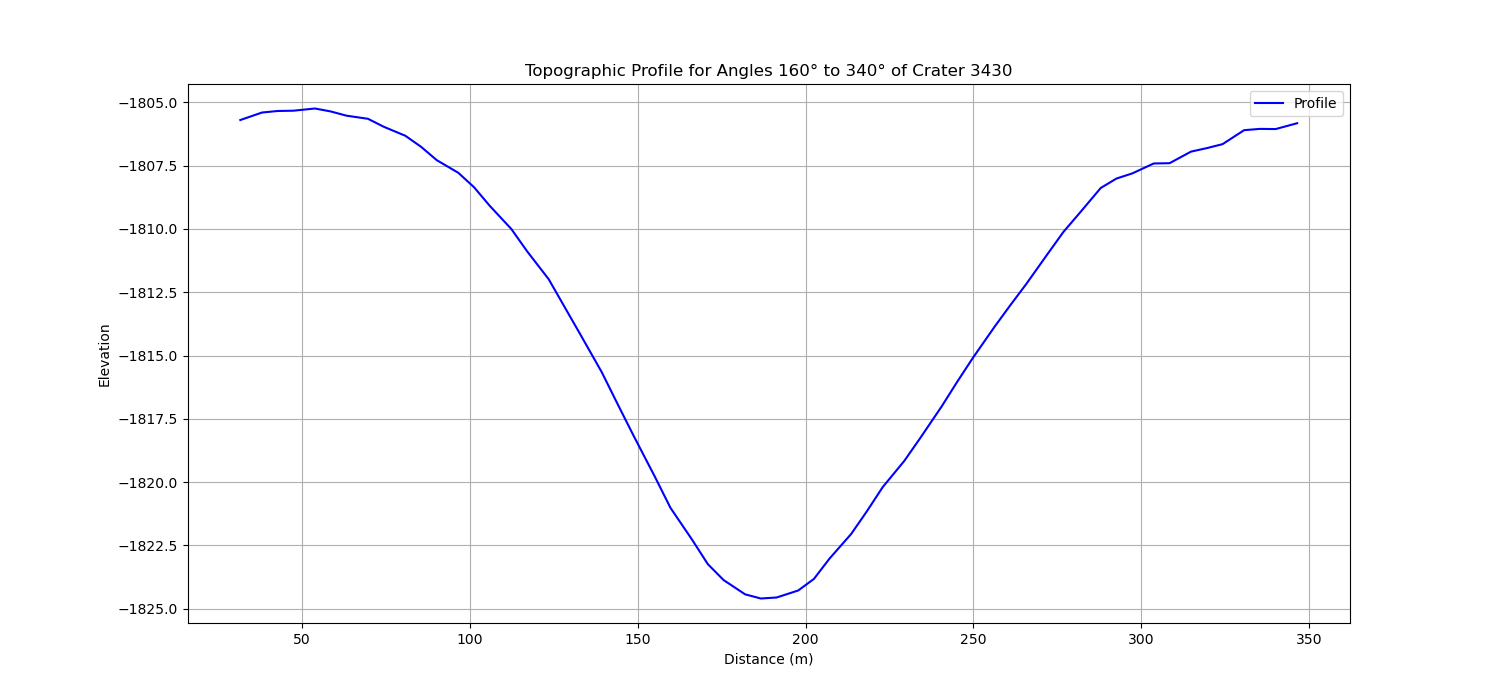 Topographic Profile for Angles 160° to 340° of Crater 3430
Profile
−1805.0
−1807.5
−1810.0
−1812.5
−1815.0
−1817.5
−1820.0
−1822.5
−1825.0
Elevation
50 100 150 200 250 300 350
Distance (m)